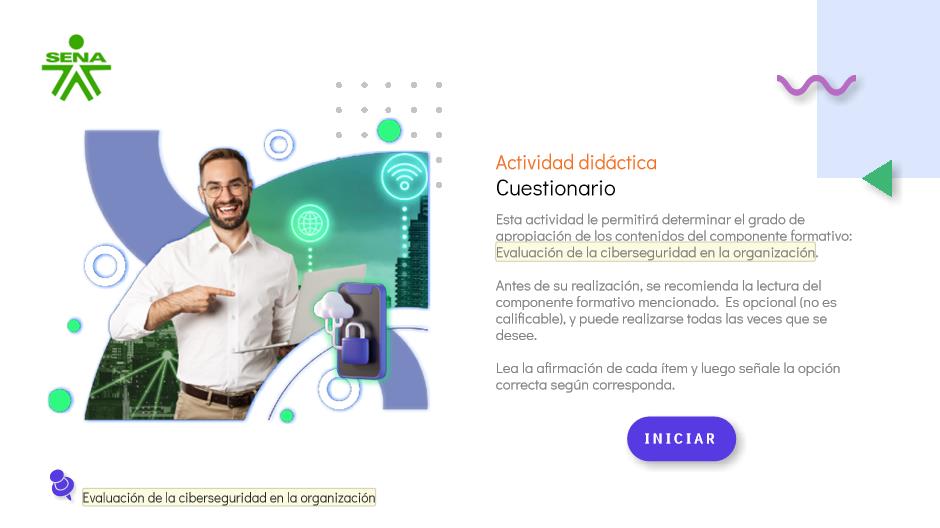 SENA
Actividad didáctica
Cuestionario
Esta actividad le permitirá determinar el grado de
apropiación de los contenidos del componente formativo:
Evaluación de la ciberseguridad en la organización.
Antes de su realización, se recomienda la lectura del
componente formativo mencionado. Es opcional (no es
calificable), y puede realizarse todas las veces que se
desee.
Lea la afirmación de cada ítem y luego señale la opción
correcta según corresponda.
INICIAR
Evaluación de la ciberseguridad en la organización